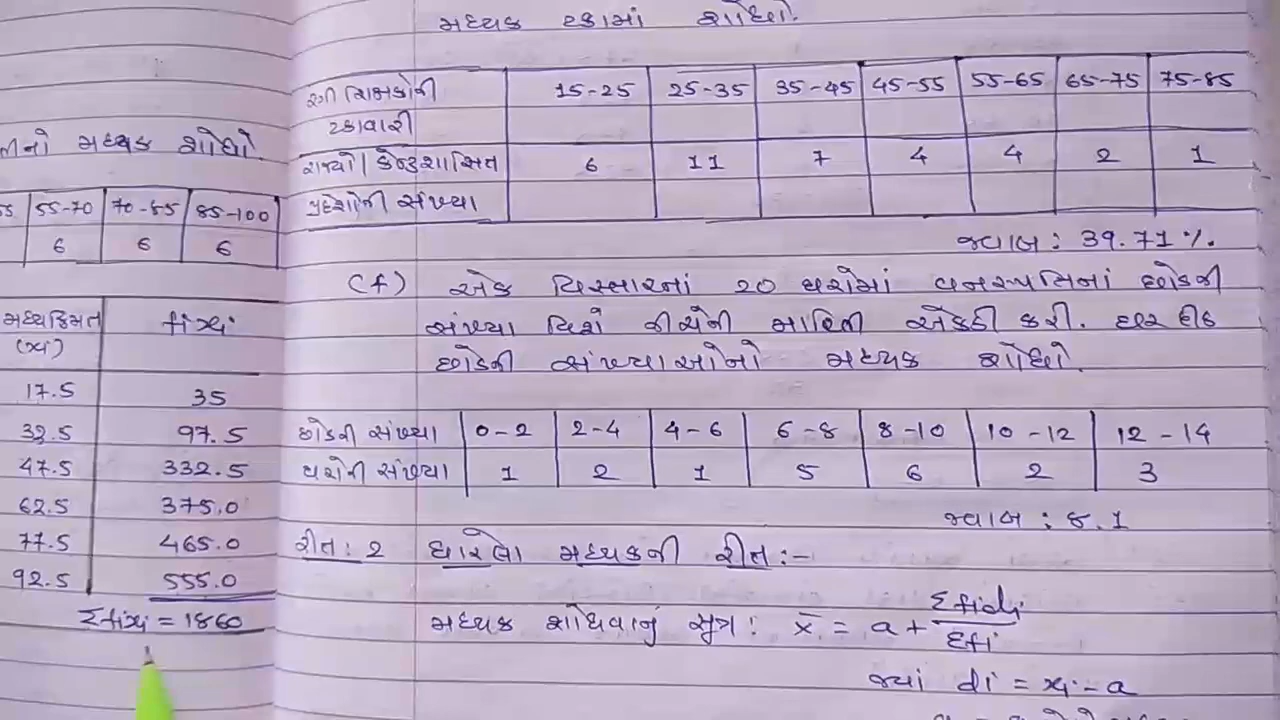 મધ્યક ટકામાં શોધો.
સ્ત્રી શિક્ષકોની 15-25 25-35 35-45 45-55 55-65 65-75 75-85
ટકાવારી
રાજ્યો/કેન્દ્રશાસિત 6 11 7 4 4 2 1
પ્રદેશોની સંખ્યા
જવાબ : 39.71 %.
(f) એક વિસ્તારનાં 20 ઘરોમાં વનસ્પતિનાં છોડની
સંખ્યા વિશે નીચેની માહિતી એકઠી કરી. ઘર દીઠ
છોડની સંખ્યાઓનો મધ્યક શોધો.
છોડની સંખ્યા 0-2 2-4 4-6 6-8 8-10 10-12 12-14
ઘરોની સંખ્યા 1 2 1 5 6 2 3
જવાબ : 8.1
રીત : 2 ધારેલા મધ્યકની રીત :-
મધ્યક શોધવાનું સુત્ર : x̄ = a + Σfidi / Σfi
જ્યાં di = xi - a
મધ્યક શોધો.
55-70 70-85 85-100
6 6 6
મધ્યકિંમત fixi
(xi)
17.5 35
32.5 97.5
47.5 332.5
62.5 375.0
77.5 465.0
92.5 555.0
Σfixi = 1860